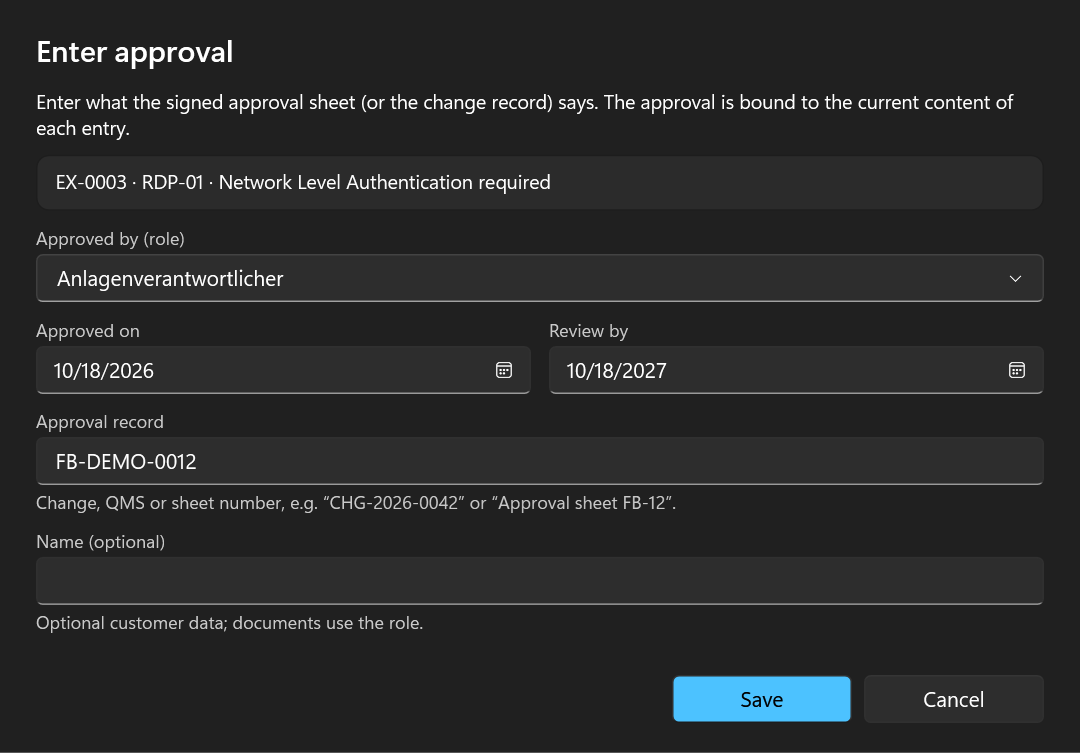 Enter approval
Enter what the signed approval sheet (or the change record) says. The approval is bound to the current content of
each entry.
EX-0003 · RDP-01 · Network Level Authentication required
Approved by (role)
Anlagenverantwortlicher
Approved on
Review by
10/18/2026
10/18/2027
Approval record
FB-DEMO-0012
Change, QMS or sheet number, e.g. “CHG-2026-0042” or “Approval sheet FB-12”.
Name (optional)
Optional customer data; documents use the role.
Save
Cancel